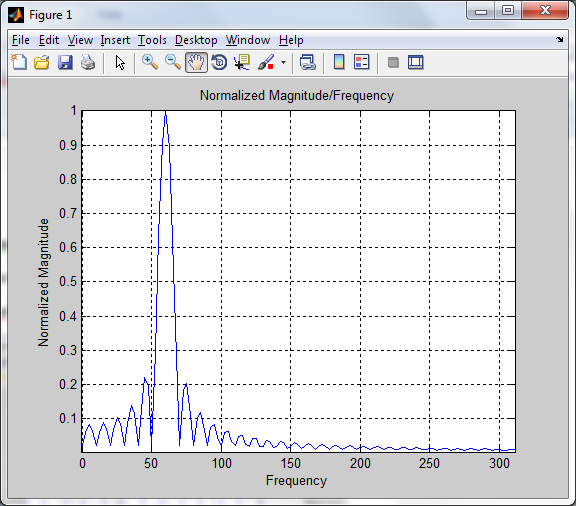 Figure 1
File Edit View Insert Tools Desktop Window Help
Normalized Magnitude/Frequency
Normalized Magnitude
1
0.9
0.8
0.7
0.6
0.5
0.4
0.3
0.2
0.1
0 50 100 150 200 250 300
Frequency